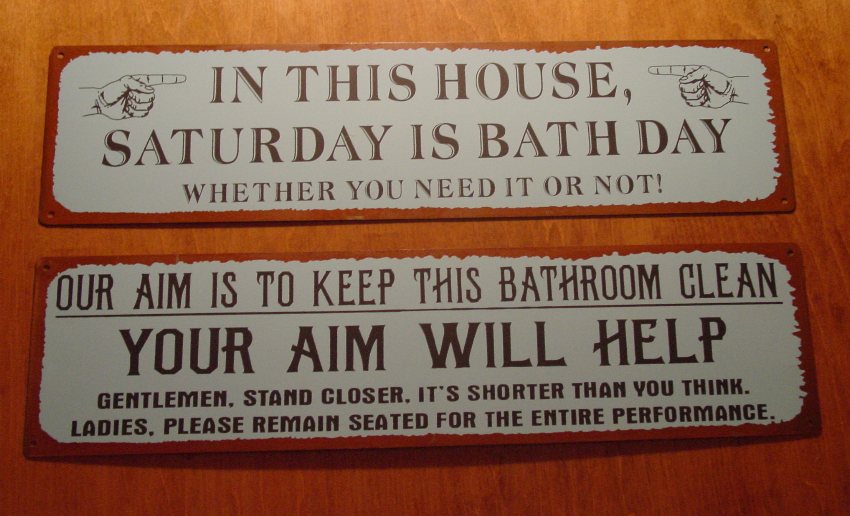 IN THIS HOUSE,
SATURDAY IS BATH DAY
WHETHER YOU NEED IT OR NOT!
OUR AIM IS TO KEEP THIS BATHROOM CLEAN
YOUR AIM WILL HELP
GENTLEMEN, STAND CLOSER. IT'S SHORTER THAN YOU THINK.
LADIES, PLEASE REMAIN SEATED FOR THE ENTIRE PERFORMANCE.